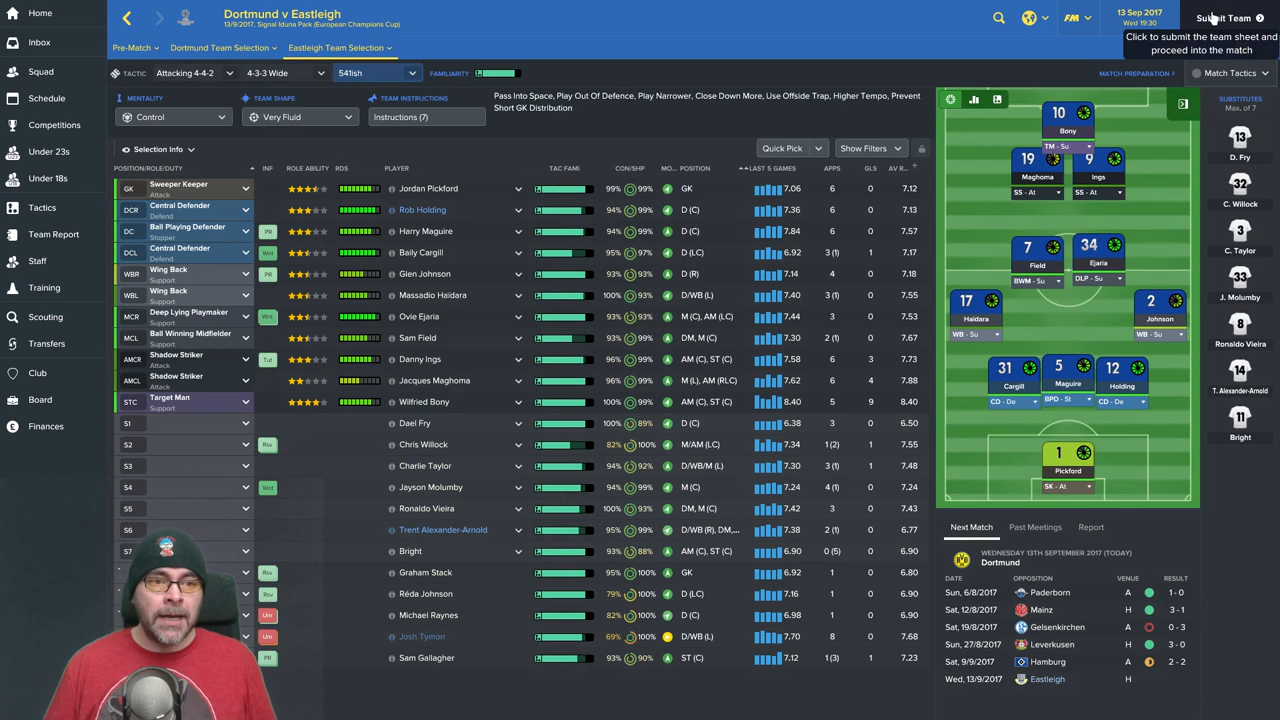 Home
Inbox
Squad
Schedule
Competitions
Under 23s
Under 18s
Tactics
Team Report
Staff
Training
Scouting
Transfers
Club
Board
Finances
Dortmund v Eastleigh
13/9/2017, Signal Iduna Park (European Champions Cup)
FM
13 Sep 2017
Wed 19:30
Submit Team
Click to submit the team sheet and
proceed into the match
Pre-Match
Dortmund Team Selection
Eastleigh Team Selection
TACTIC Attacking 4-4-2 4-3-3 Wide 541ish FAMILIARITY
MATCH PREPARATION > Match Tactics
MENTALITY TEAM SHAPE TEAM INSTRUCTIONS
Control Very Fluid Instructions (7)
Pass Into Space, Play Out Of Defence, Play Narrower, Close Down More, Use Offside Trap, Higher Tempo, Prevent
Short GK Distribution
Selection Info Quick Pick Show Filters
POSITION/ROLE/DUTY INF ROLE ABILITY RDS PLAYER TAC FAMI CON/SHP MO... POSITION LAST 5 GAMES APPS GLS AV R...
GK Sweeper Keeper Attack Jordan Pickford 99% 99% GK 7.06 6 0 7.12
DCR Central Defender Defend Rob Holding 94% 99% D (C) 7.36 6 0 7.13
DC Ball Playing Defender Stopper PR Harry Maguire 94% 99% D (C) 7.84 6 0 7.57
DCL Central Defender Defend Wnt Baily Cargill 95% 97% D (LC) 6.92 3 (1) 1 7.17
WBR Wing Back Support PR Glen Johnson 93% 93% D (R) 7.14 4 0 7.18
WBL Wing Back Support Massadio Haïdara 100% 93% D/WB (L) 7.40 3 (1) 0 7.55
MCR Deep Lying Playmaker Support Wnt Ovie Ejaria 93% 93% M (C), AM (LC) 7.44 3 0 7.53
MCL Ball Winning Midfielder Support Sam Field 93% 99% D, M (C) 7.30 2 (1) 0 7.67
AMCR Shadow Striker Attack Tut Danny Ings 96% 99% AM (C), ST (C) 7.58 6 3 7.73
AMCL Shadow Striker Attack Jacques Maghoma 96% 99% M (L), AM (RLC) 7.62 6 4 7.88
STC Target Man Support Wilfried Bony 100% 99% AM (C), ST (C) 8.40 5 9 8.40
S1 Dael Fry 100% 89% D (C) 6.38 3 0 6.50
S2 Rsv Chris Willock 82% 100% M/AM (LC) 7.34 1 (2) 1 7.55
S3 Charlie Taylor 94% 92% D/WB/M (L) 7.30 3 (1) 1 7.48
S4 Wnt Jayson Molumby 95% 99% M (C) 7.24 4 (1) 0 7.24
S5 Ronaldo Vieira 100% 93% DM, M (C) 7.42 3 0 7.43
S6 Trent Alexander-Arnold 95% 99% D/WB (R), DM,... 7.38 2 (1) 0 6.77
S7 Bright 93% 88% AM (C), ST (C) 6.90 0 (5) 0 6.90
Rsv Graham Stack 95% 100% GK 6.92 1 0 6.80
Rsv Réda Johnson 79% 100% D (LC) 7.16 1 0 6.90
Unr Michael Raynes 82% 100% D (C) 6.98 1 0 6.90
Unr Josh Tymon 69% 100% D/WB (L) 7.70 8 0 7.68
PR Sam Gallagher 93% 90% ST (C) 7.12 1 (3) 1 7.23
10
Bony
TM - Su
19 9
Maghoma Ings
SS - At SS - At
7 34
Field Ejaria
BWM - Su DLP - Su
17 2
Haïdara Johnson
WB - Su WB - Su
31 5 12
Cargill Maguire Holding
CD - De BPD - St CD - De
1
Pickford
SK - At
SUBSTITUTES
Max. of 7
13
D. Fry
32
C. Willock
3
C. Taylor
33
J. Molumby
8
Ronaldo Vieira
14
T. Alexander-Arnold
11
Bright
Next Match Past Meetings Report
WEDNESDAY 13TH SEPTEMBER 2017 (TODAY)
Dortmund
DATE OPPOSITION VENUE RESULT
Sun, 6/8/2017 Paderborn A 1 - 0
Sat, 12/8/2017 Mainz H 3 - 1
Sat, 19/8/2017 Gelsenkirchen A 0 - 3
Sun, 27/8/2017 Leverkusen H 3 - 0
Sat, 9/9/2017 Hamburg A 2 - 2
Wed, 13/9/2017 Eastleigh H